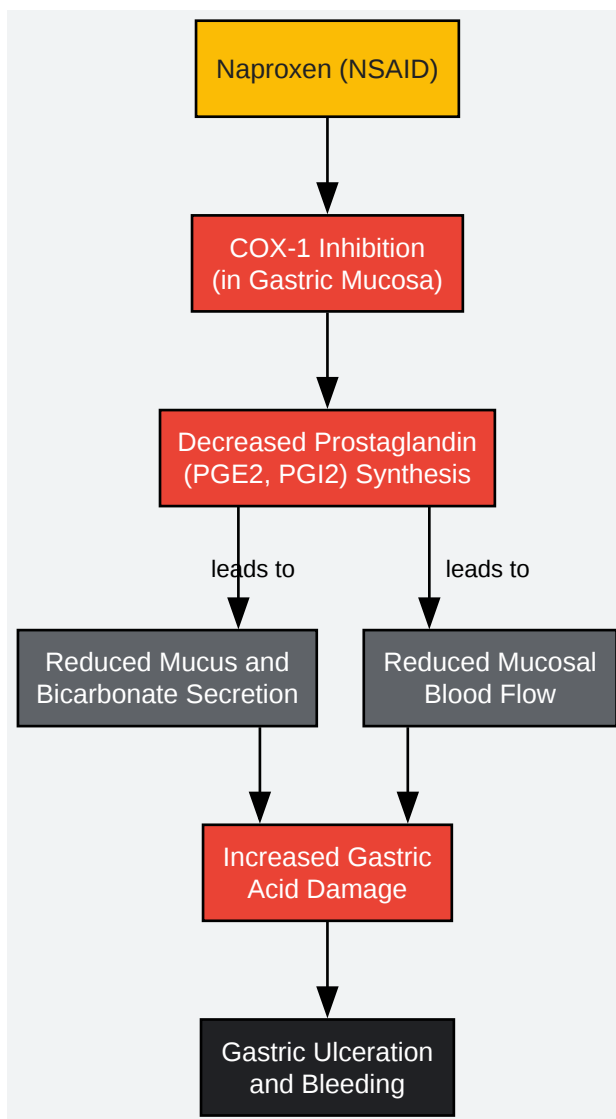 Naproxen (NSAID)
COX-1 Inhibition
(in Gastric Mucosa)
Decreased Prostaglandin
(PGE2, PGI2) Synthesis
leads to
leads to
Reduced Mucus and
Bicarbonate Secretion
Reduced Mucosal
Blood Flow
Increased Gastric
Acid Damage
Gastric Ulceration
and Bleeding